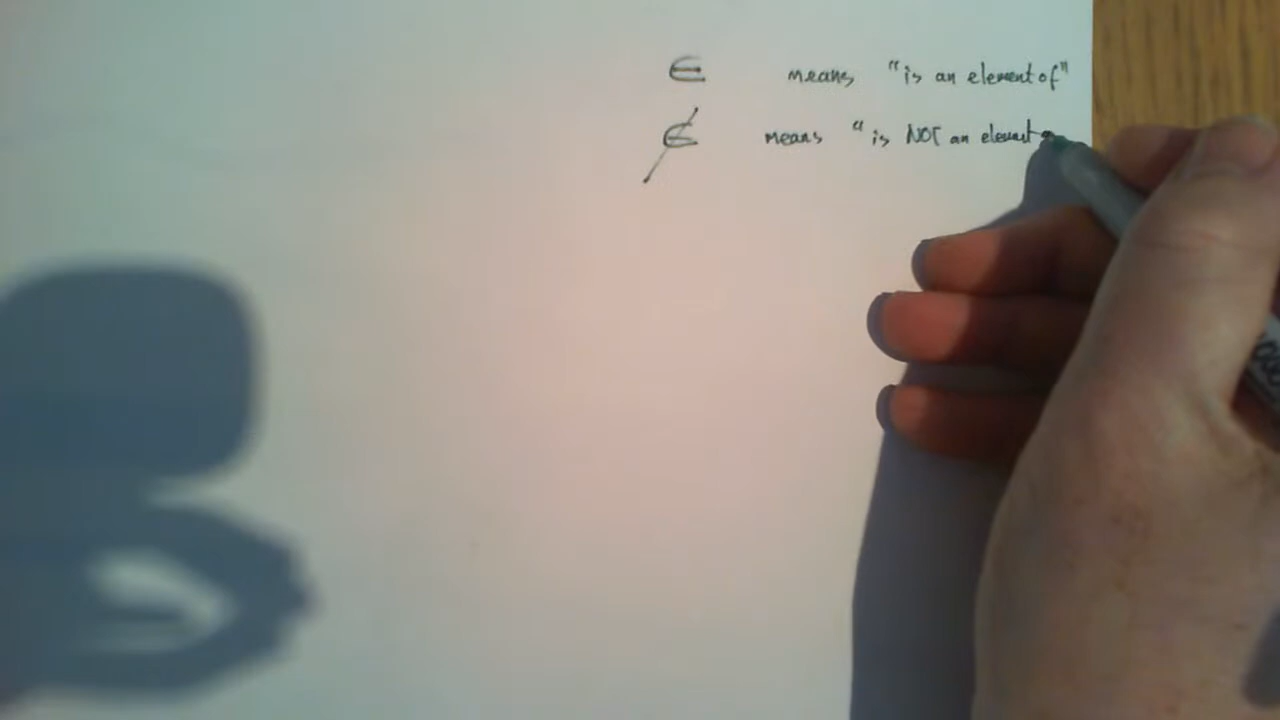 ∈ means "is an element of"
∉ means "is NOT an element o